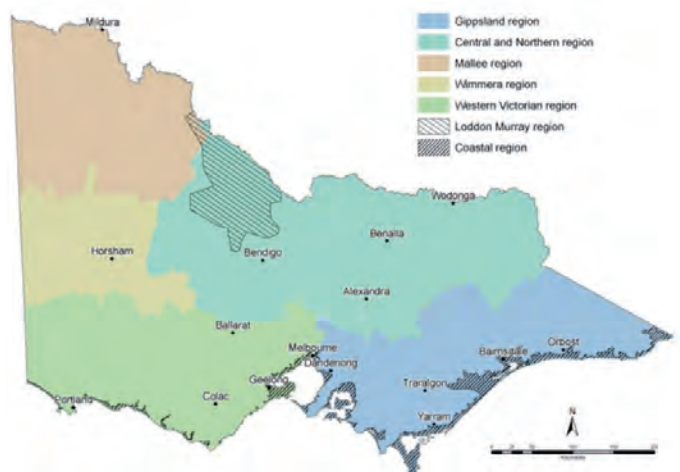 Mildura
Gippsland region
Central and Northern region
Mallee region
Wimmera region
Western Victorian region
Loddon Murray region
Coastal region
Wodonga
Benalla
Horsham
Bendigo
Alexandra
Ballarat
Melbourne
Dandenong
Bairnsdale
Orbost
Geelong
Traralgon
Portland
Colac
Yarram
N